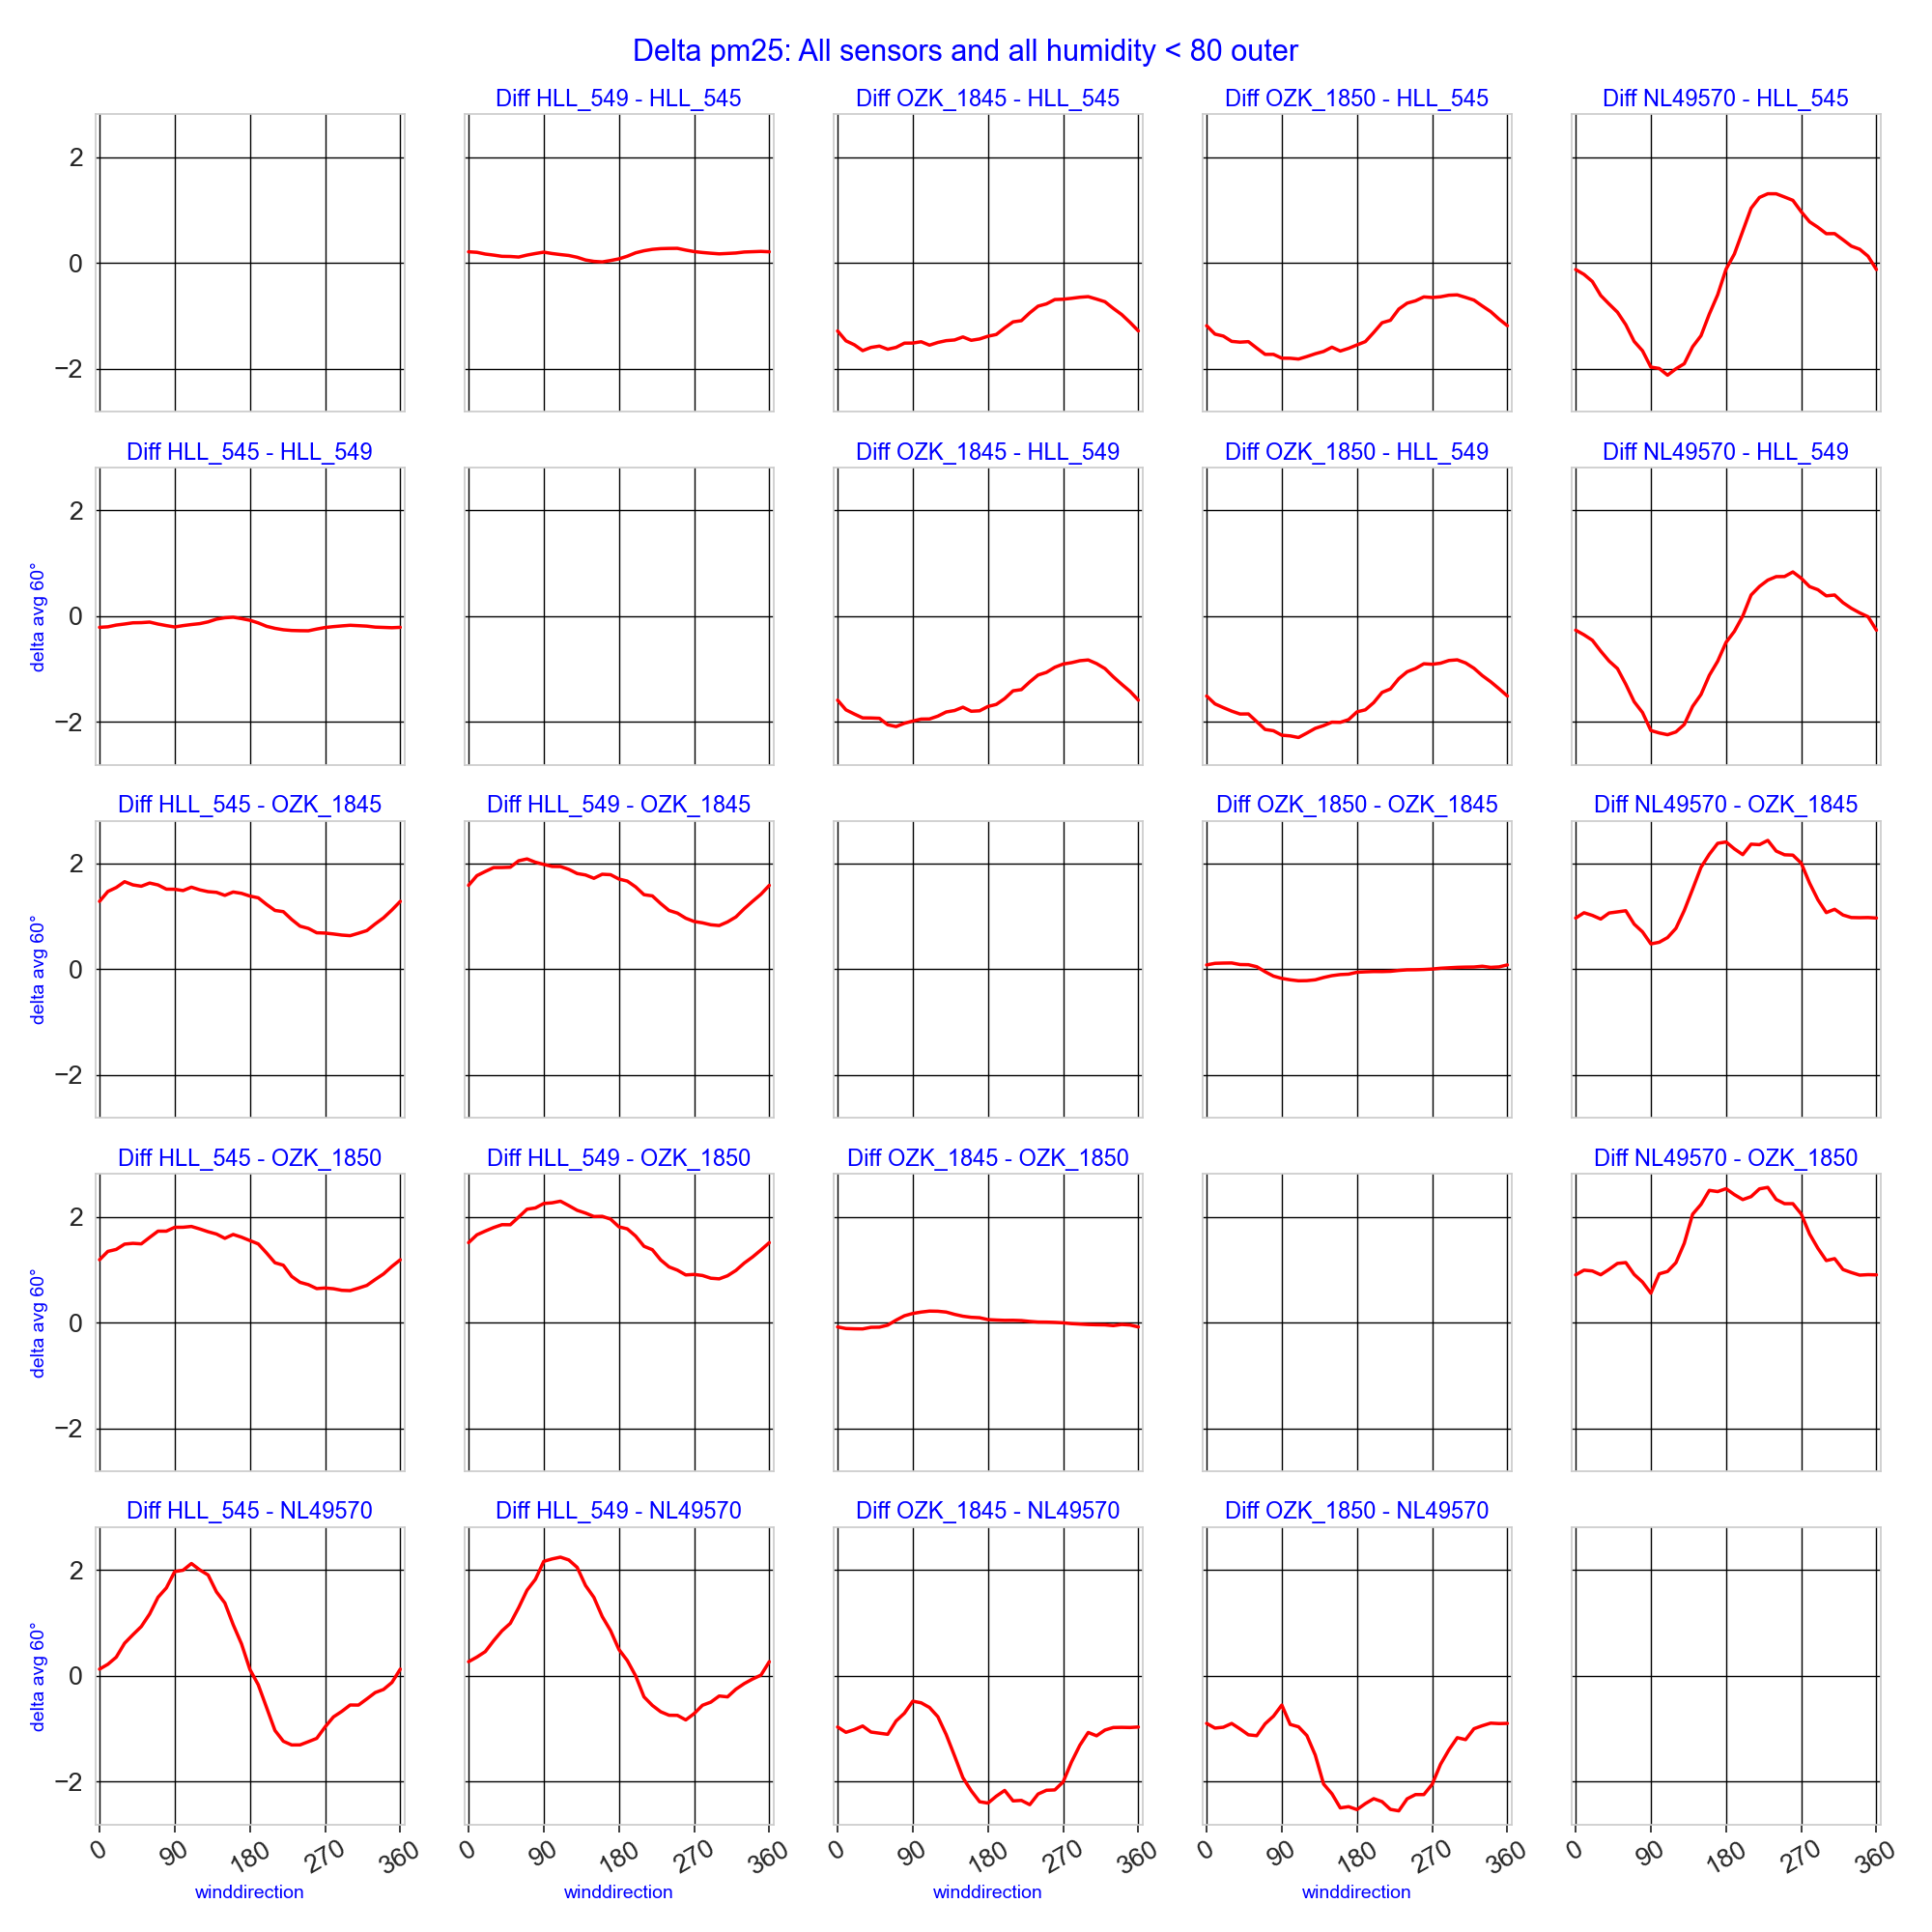 Delta pm25: All sensors and all humidity < 80 outer
Diff HLL_549 - HLL_545
Diff OZK_1845 - HLL_545
Diff OZK_1850 - HLL_545
Diff NL49570 - HLL_545
2
0
−2
Diff HLL_545 - HLL_549
Diff OZK_1845 - HLL_549
Diff OZK_1850 - HLL_549
Diff NL49570 - HLL_549
delta avg 60°
2
0
−2
Diff HLL_545 - OZK_1845
Diff HLL_549 - OZK_1845
Diff OZK_1850 - OZK_1845
Diff NL49570 - OZK_1845
delta avg 60°
2
0
−2
Diff HLL_545 - OZK_1850
Diff HLL_549 - OZK_1850
Diff OZK_1845 - OZK_1850
Diff NL49570 - OZK_1850
delta avg 60°
2
0
−2
Diff HLL_545 - NL49570
Diff HLL_549 - NL49570
Diff OZK_1845 - NL49570
Diff OZK_1850 - NL49570
delta avg 60°
2
0
−2
0 90 180 270 360
0 90 180 270 360
0 90 180 270 360
0 90 180 270 360
0 90 180 270 360
winddirection
winddirection
winddirection
winddirection